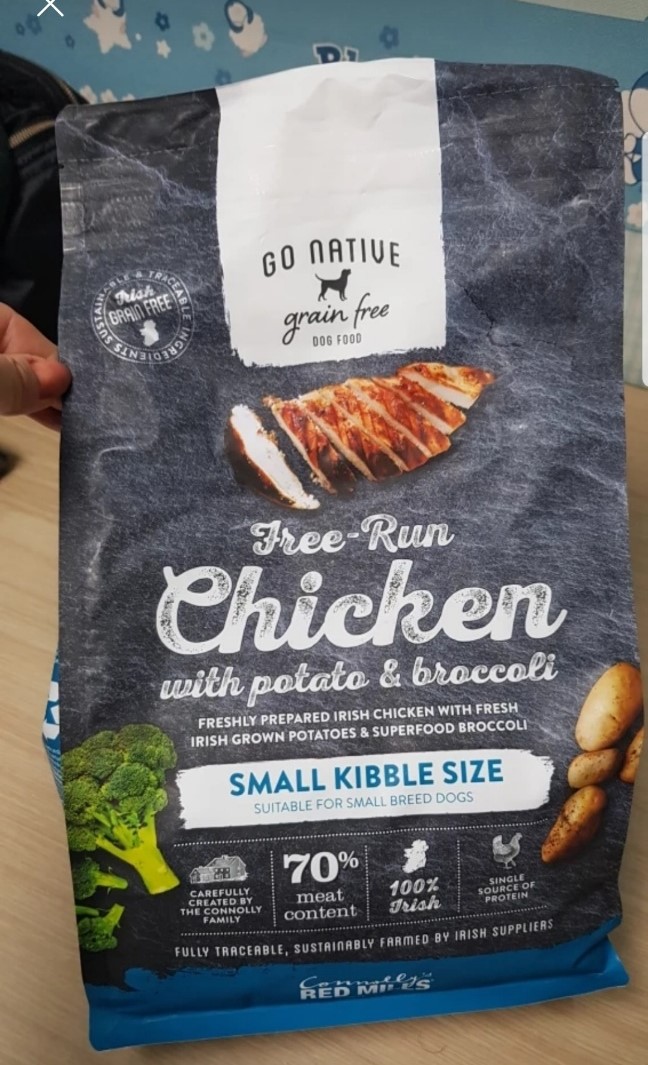 GO NATIVE
grain free
DOG FOOD
SUSTAINABLE & TRACEABLE INGREDIENTS
Irish
GRAIN FREE
Free-Run
Chicken
with potato & broccoli
FRESHLY PREPARED IRISH CHICKEN WITH FRESH
IRISH GROWN POTATOES & SUPERFOOD BROCCOLI
SMALL KIBBLE SIZE
SUITABLE FOR SMALL BREED DOGS
CAREFULLY
CREATED BY
THE CONNOLLY
FAMILY
70%
meat
content
100%
Irish
SINGLE
SOURCE OF
PROTEIN
FULLY TRACEABLE, SUSTAINABLY FARMED BY IRISH SUPPLIERS
Connolly's
RED MILLS